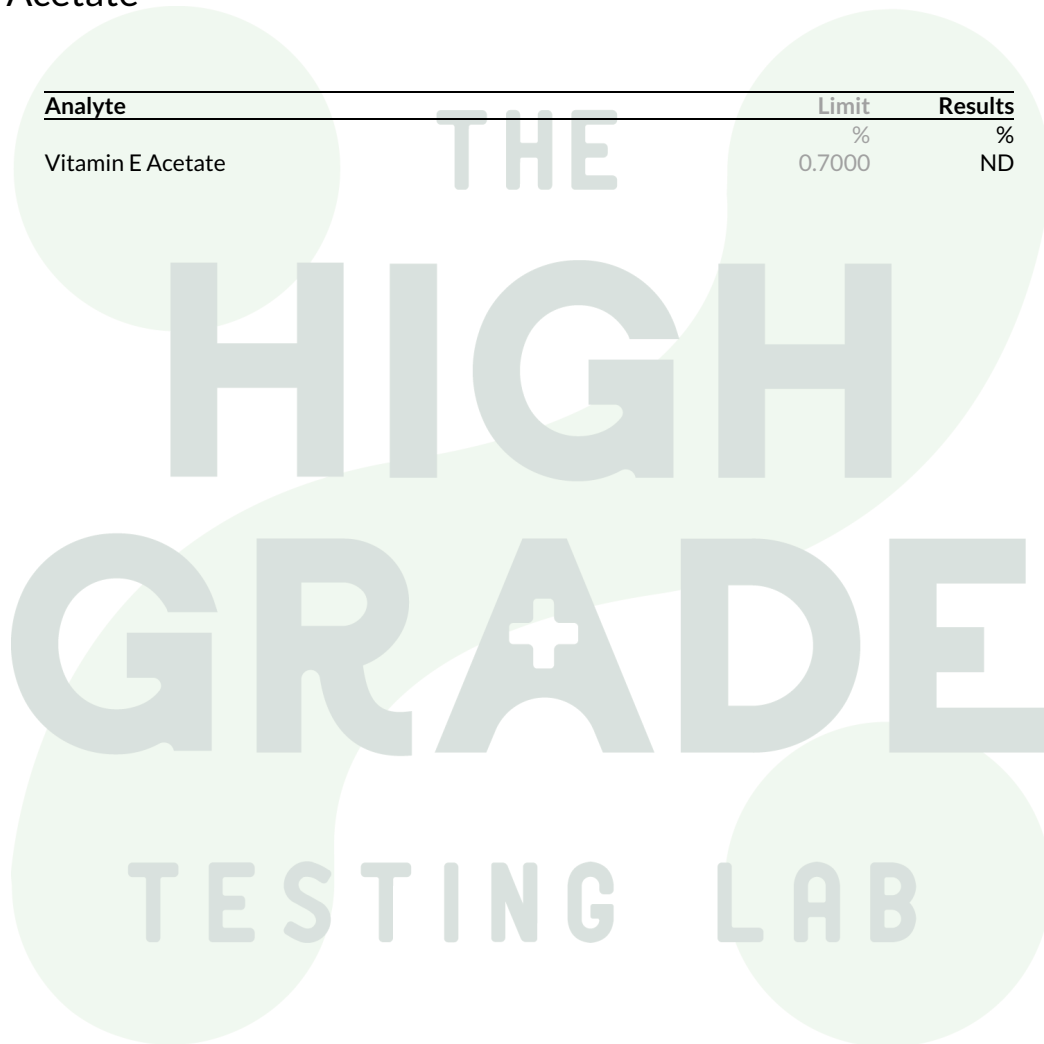 Acetate
Analyte Limit Results
% %
Vitamin E Acetate 0.7000 ND
THE
HIGH
GRADE
TESTING LAB